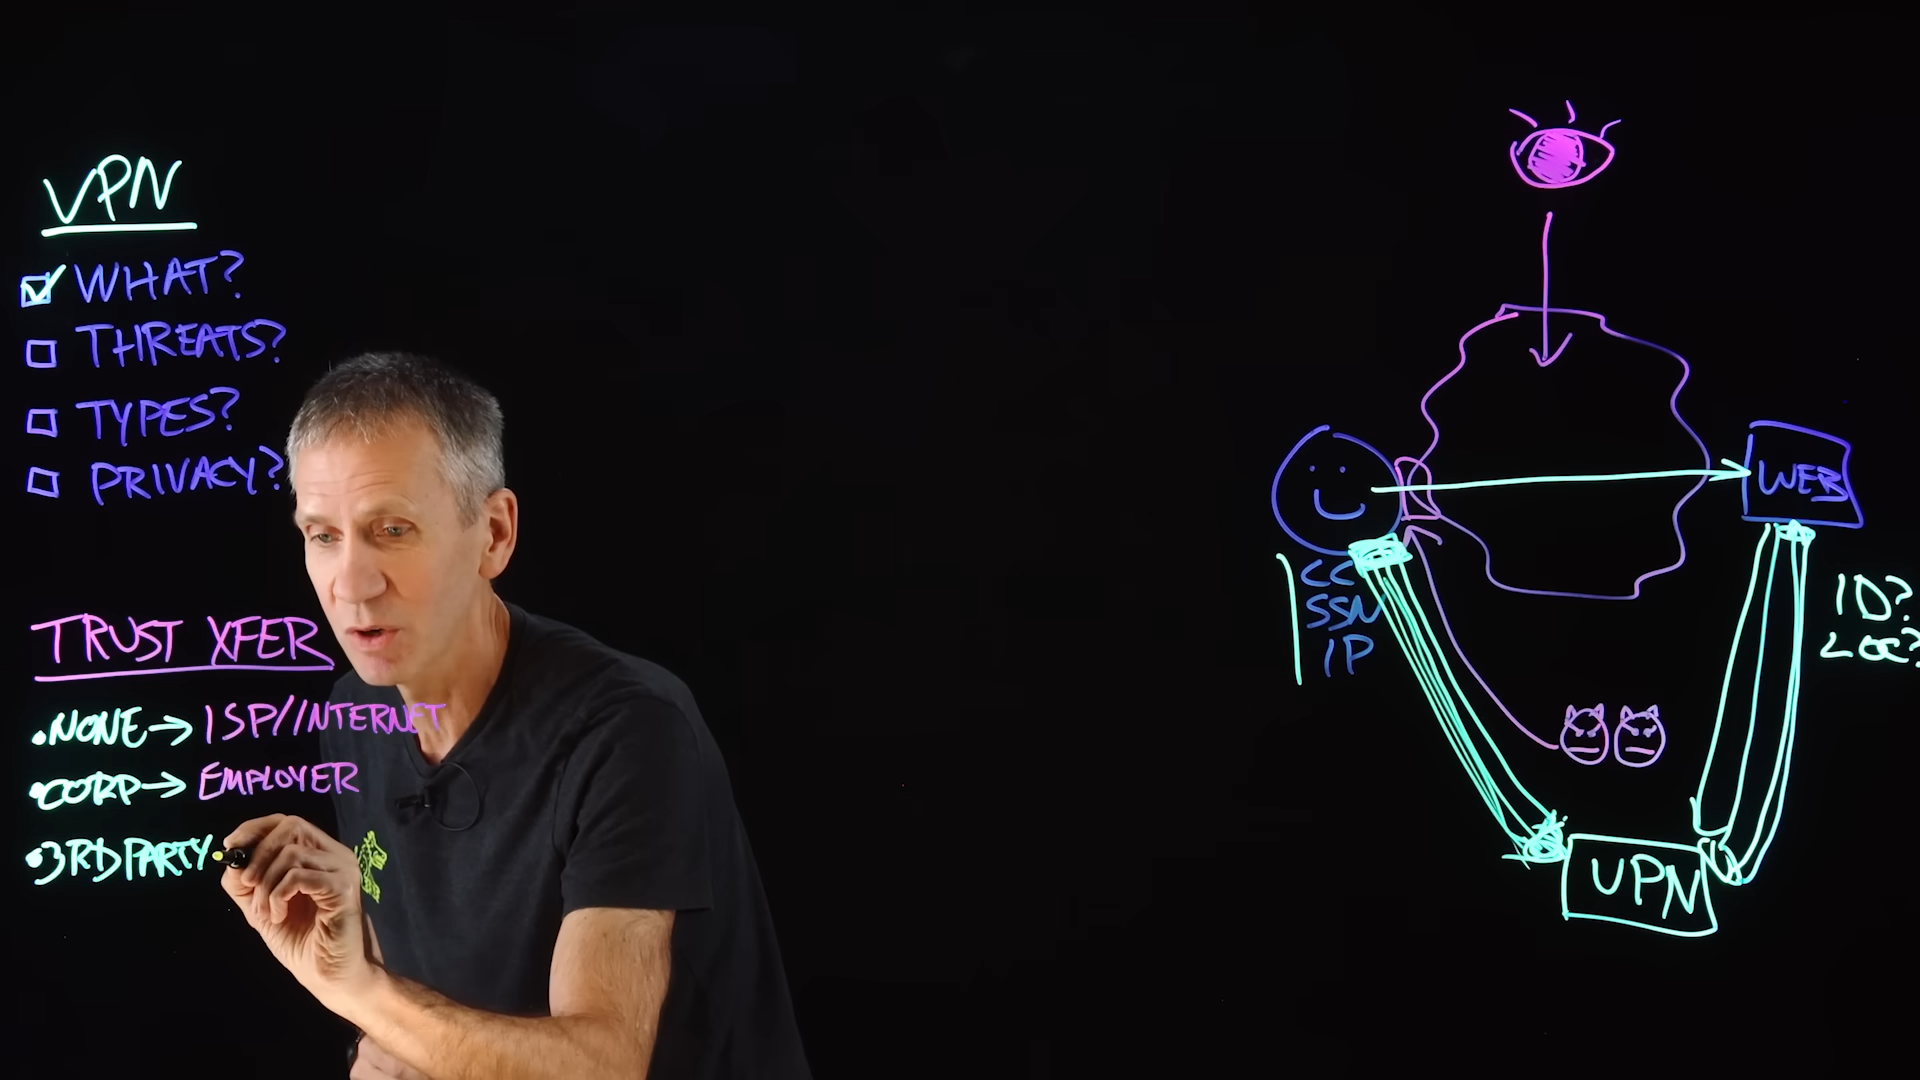 VPN
WHAT?
THREATS?
TYPES?
PRIVACY?
TRUST XFER
• NONE → ISP//INTERNET
• CORP → EMPLOYER
• 3RD PARTY
WEB
CC
SSN
IP
ID?
LOC?
VPN